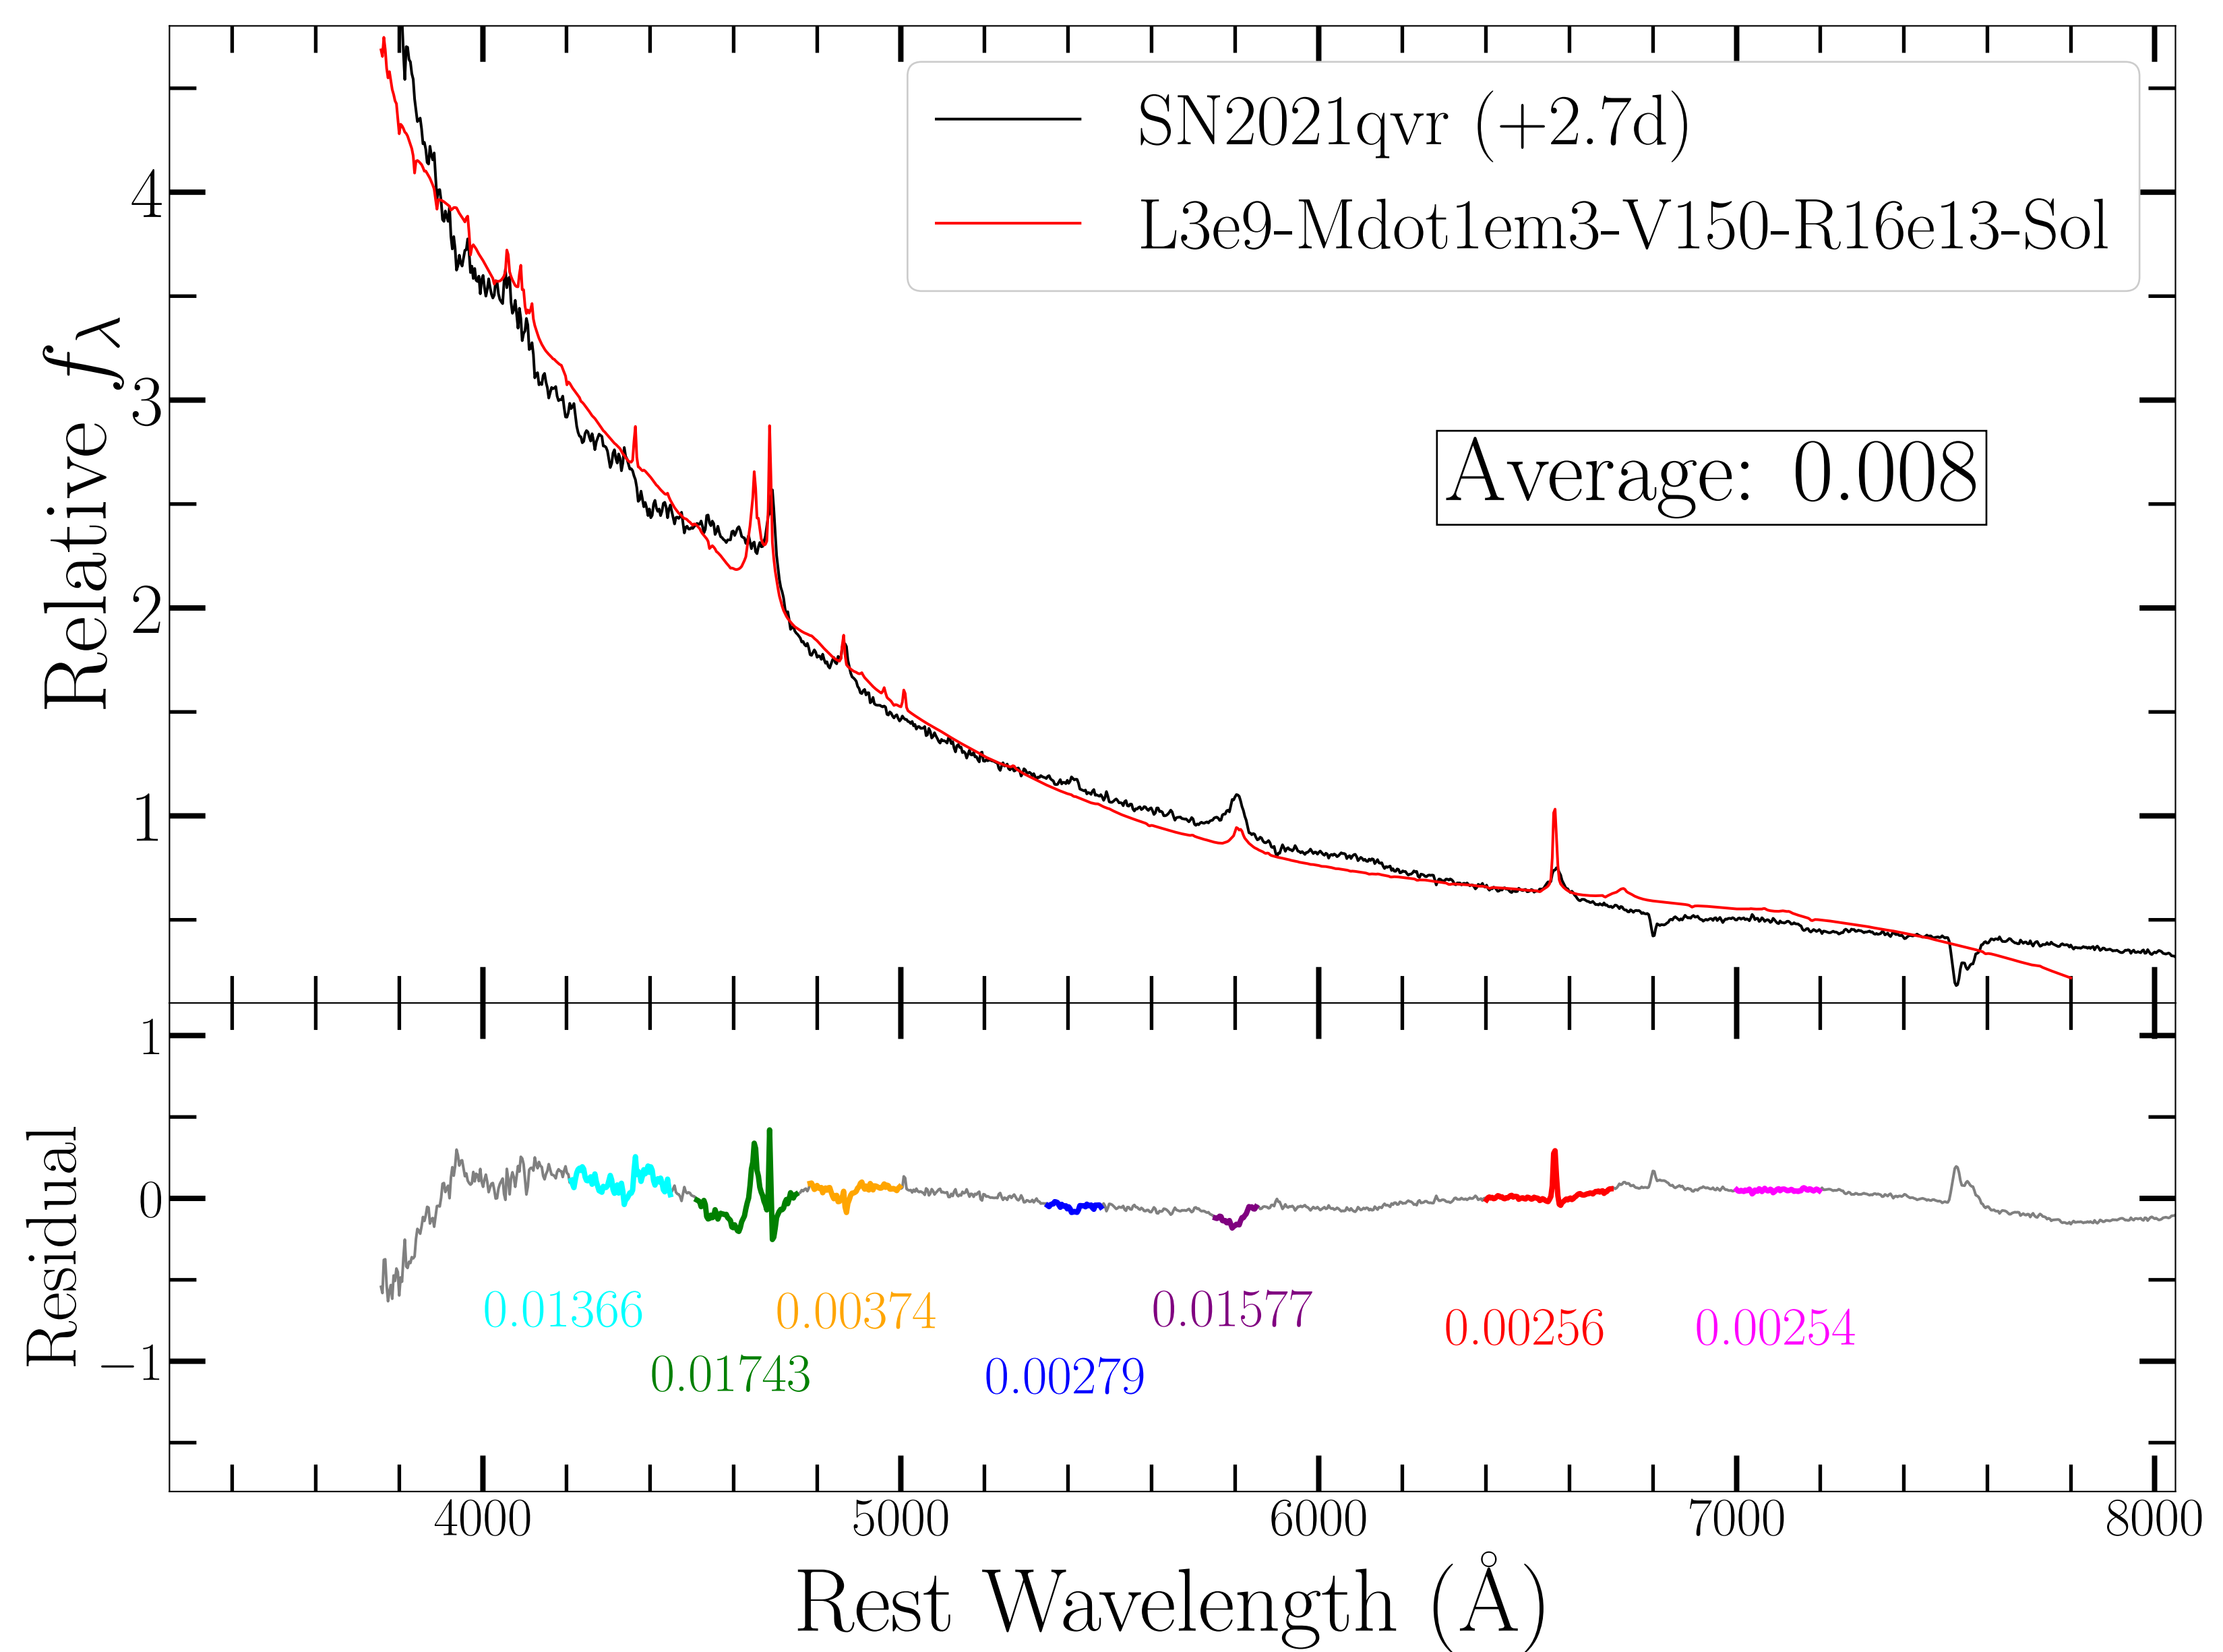 SN2021qvr (+2.7d)
L3e9-Mdot1em3-V150-R16e13-Sol
Average: 0.008
Relative fλ
4
3
2
1
Residual
1
0
−1
0.01366
0.00374
0.01577
0.00256
0.00254
0.01743
0.00279
4000 5000 6000 7000 8000
Rest Wavelength (Å)